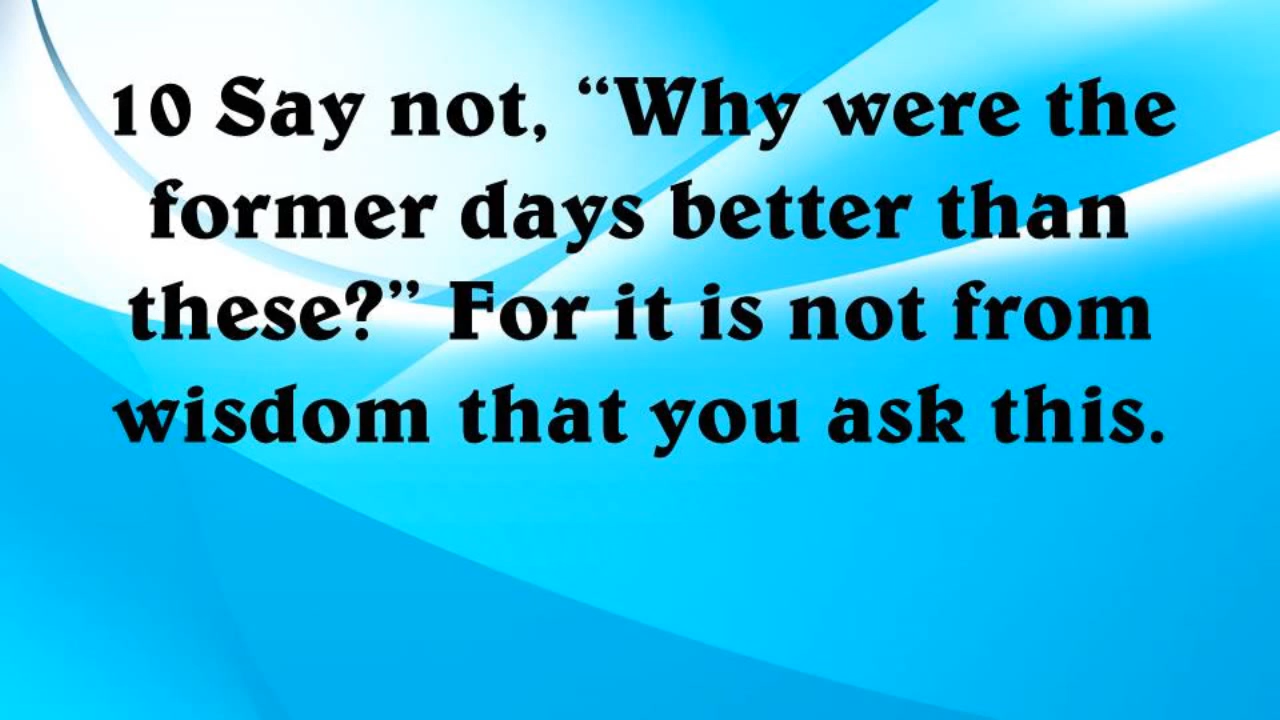 10 Say not, “Why were the
former days better than
these?” For it is not from
wisdom that you ask this.